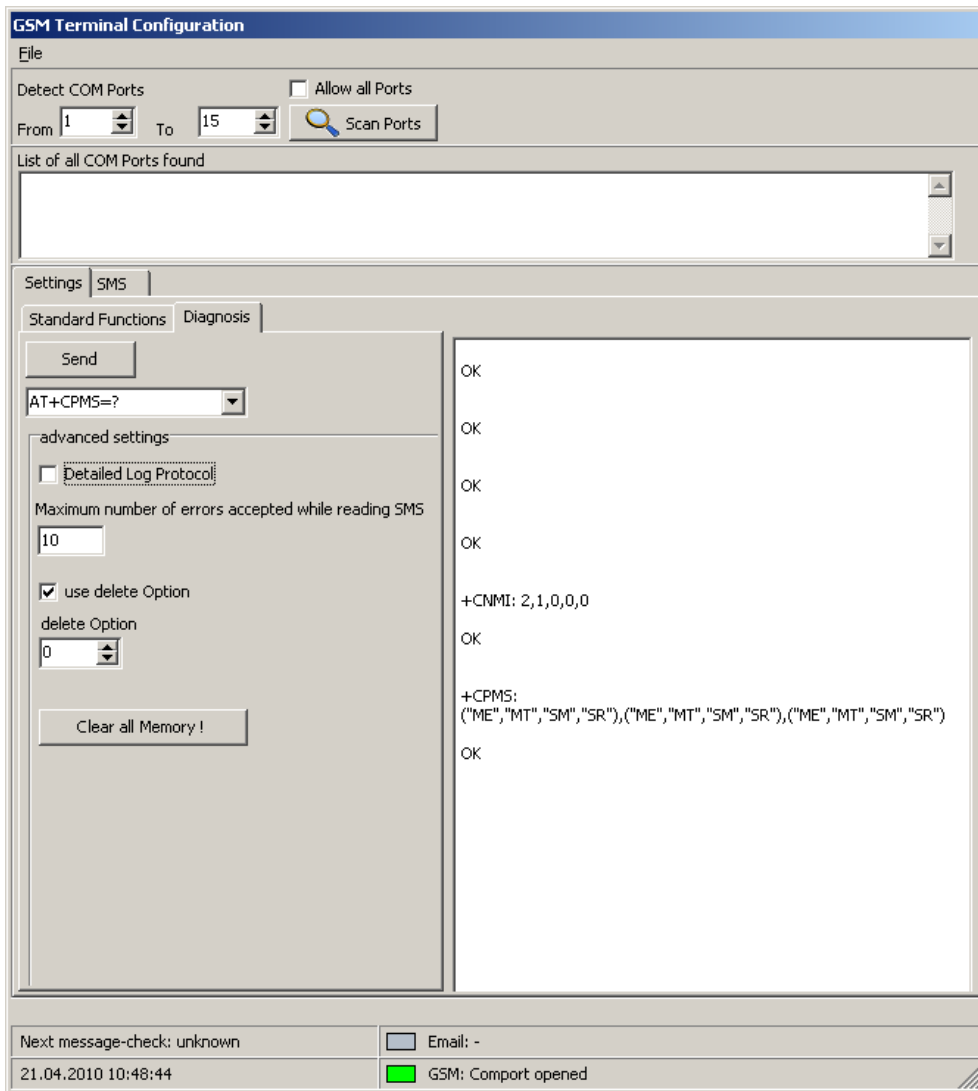 GSM Terminal Configuration
File
Detect COM Ports
Allow all Ports
From 1 To 15 Scan Ports
List of all COM Ports found
Settings SMS
Standard Functions Diagnosis
Send
AT+CPMS=?
advanced settings
Detailed Log Protocol
Maximum number of errors accepted while reading SMS
10
use delete Option
delete Option
0
Clear all Memory !
OK
OK
OK
OK
+CNMI: 2,1,0,0,0
OK
+CPMS:
("ME","MT","SM","SR"),("ME","MT","SM","SR"),("ME","MT","SM","SR")
OK
Next message-check: unknown
Email: -
21.04.2010 10:48:44
GSM: Comport opened